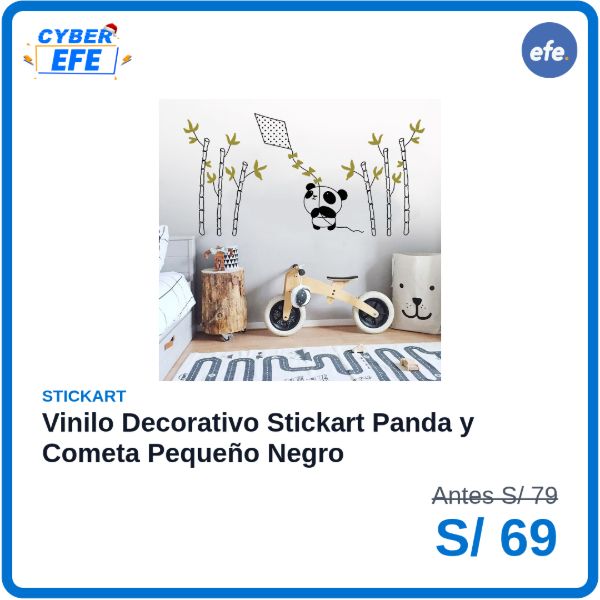 CYBER
EFE
efe.
STICKART
Vinilo Decorativo Stickart Panda y
Cometa Pequeño Negro
Antes S/ 79
S/ 69